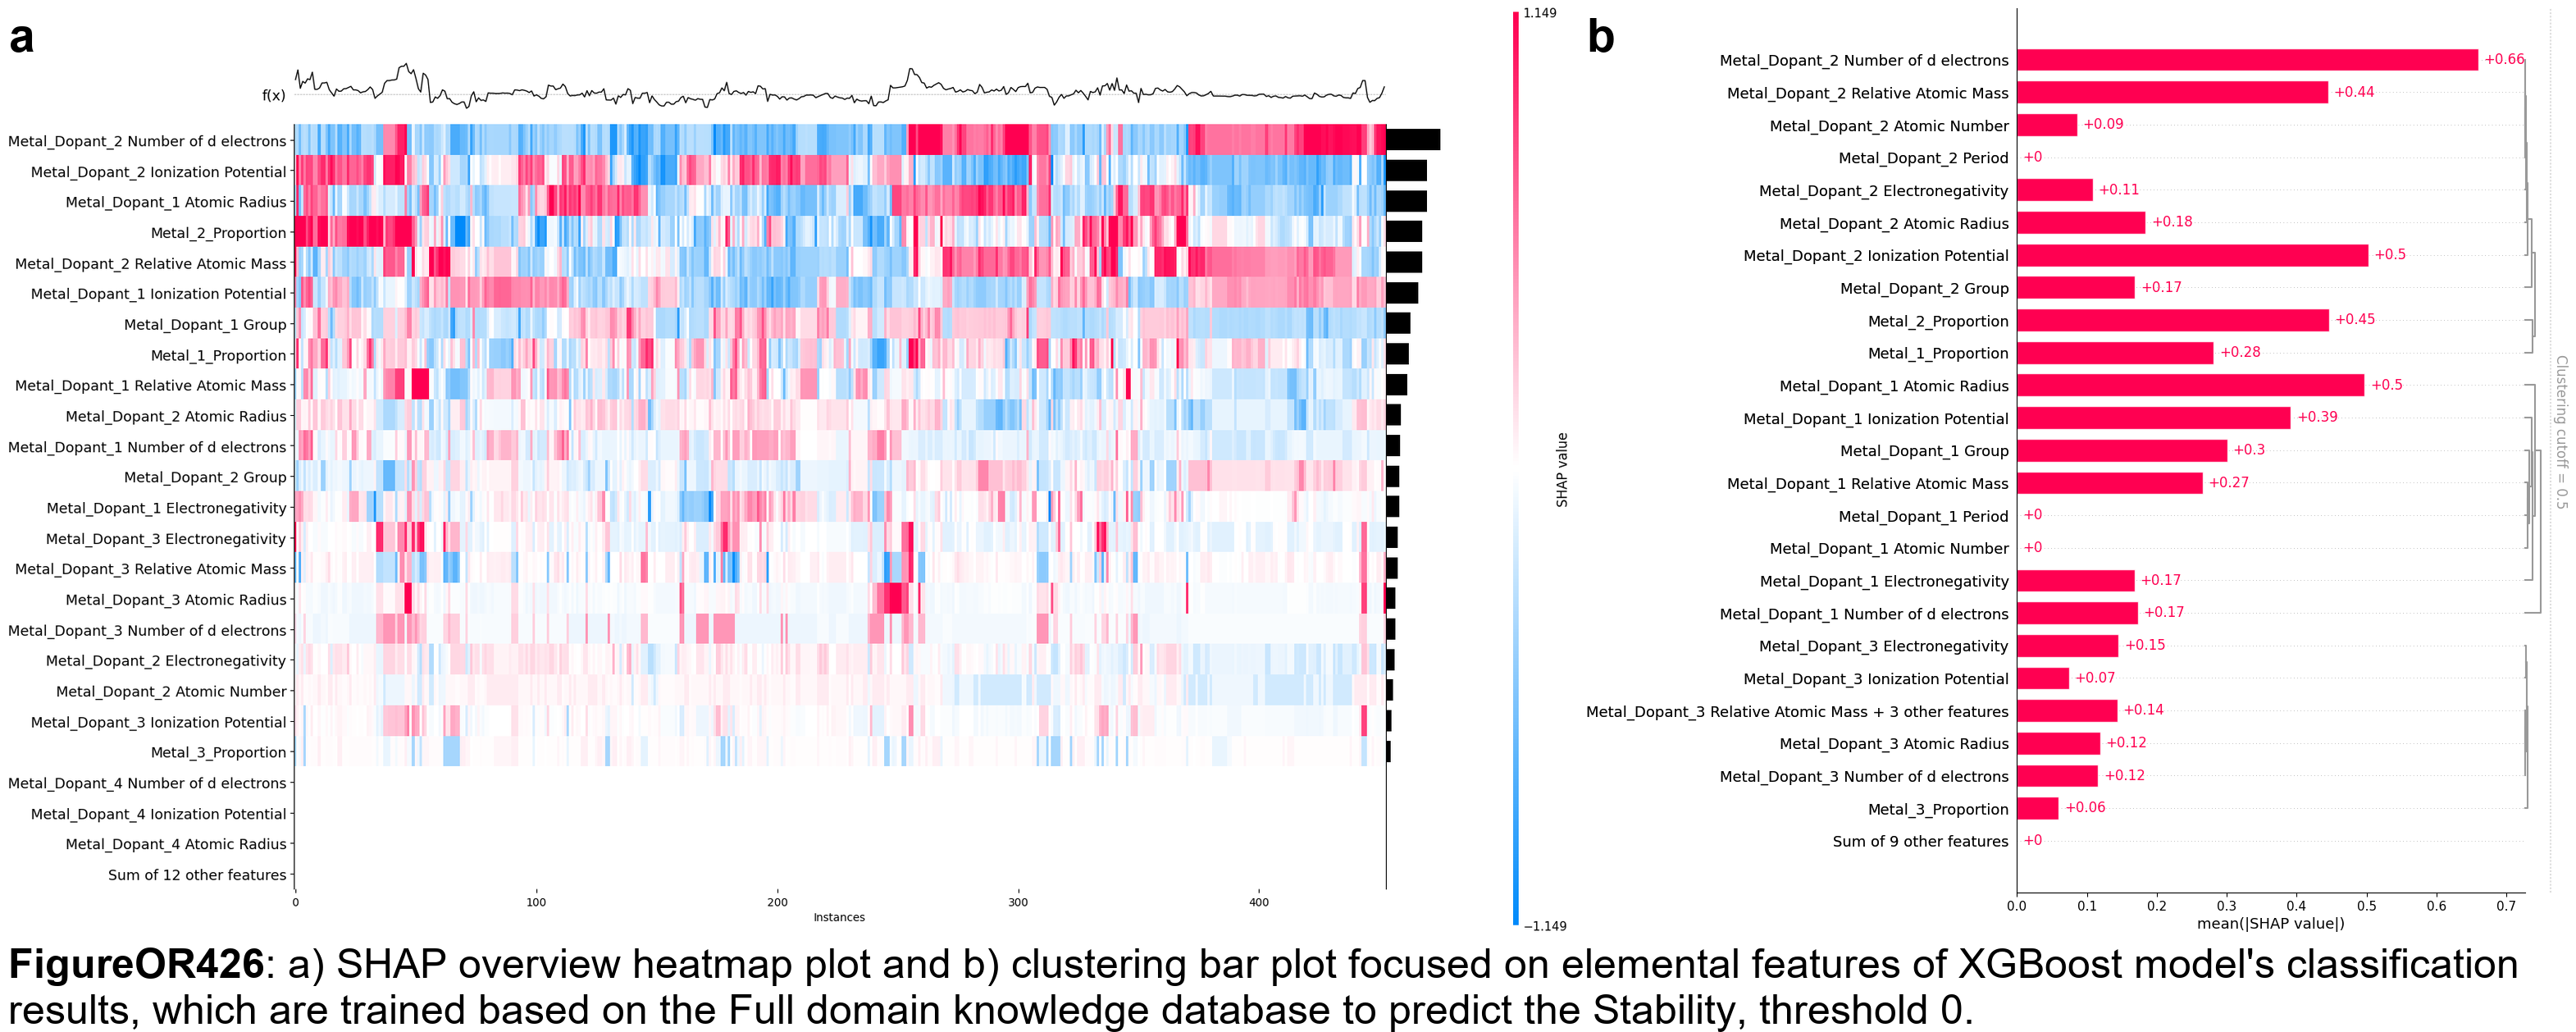 a
f(x)
Metal_Dopant_2 Number of d electrons
Metal_Dopant_2 Ionization Potential
Metal_Dopant_1 Atomic Radius
Metal_2_Proportion
Metal_Dopant_2 Relative Atomic Mass
Metal_Dopant_1 Ionization Potential
Metal_Dopant_1 Group
Metal_1_Proportion
Metal_Dopant_1 Relative Atomic Mass
Metal_Dopant_2 Atomic Radius
Metal_Dopant_1 Number of d electrons
Metal_Dopant_2 Group
Metal_Dopant_1 Electronegativity
Metal_Dopant_3 Electronegativity
Metal_Dopant_3 Relative Atomic Mass
Metal_Dopant_3 Atomic Radius
Metal_Dopant_3 Number of d electrons
Metal_Dopant_2 Electronegativity
Metal_Dopant_2 Atomic Number
Metal_Dopant_3 Ionization Potential
Metal_3_Proportion
Metal_Dopant_4 Number of d electrons
Metal_Dopant_4 Ionization Potential
Metal_Dopant_4 Atomic Radius
Sum of 12 other features
0 100 200 300 400
Instances
1.149
SHAP value
−1.149
b
Metal_Dopant_2 Number of d electrons +0.66
Metal_Dopant_2 Relative Atomic Mass +0.44
Metal_Dopant_2 Atomic Number +0.09
Metal_Dopant_2 Period +0
Metal_Dopant_2 Electronegativity +0.11
Metal_Dopant_2 Atomic Radius +0.18
Metal_Dopant_2 Ionization Potential +0.5
Metal_Dopant_2 Group +0.17
Metal_2_Proportion +0.45
Metal_1_Proportion +0.28
Metal_Dopant_1 Atomic Radius +0.5
Metal_Dopant_1 Ionization Potential +0.39
Metal_Dopant_1 Group +0.3
Metal_Dopant_1 Relative Atomic Mass +0.27
Metal_Dopant_1 Period +0
Metal_Dopant_1 Atomic Number +0
Metal_Dopant_1 Electronegativity +0.17
Metal_Dopant_1 Number of d electrons +0.17
Metal_Dopant_3 Electronegativity +0.15
Metal_Dopant_3 Ionization Potential +0.07
Metal_Dopant_3 Relative Atomic Mass + 3 other features +0.14
Metal_Dopant_3 Atomic Radius +0.12
Metal_Dopant_3 Number of d electrons +0.12
Metal_3_Proportion +0.06
Sum of 9 other features +0
0.0 0.1 0.2 0.3 0.4 0.5 0.6 0.7
mean(|SHAP value|)
Clustering cutoff = 0.5
FigureOR426: a) SHAP overview heatmap plot and b) clustering bar plot focused on elemental features of XGBoost model's classification
results, which are trained based on the Full domain knowledge database to predict the Stability, threshold 0.